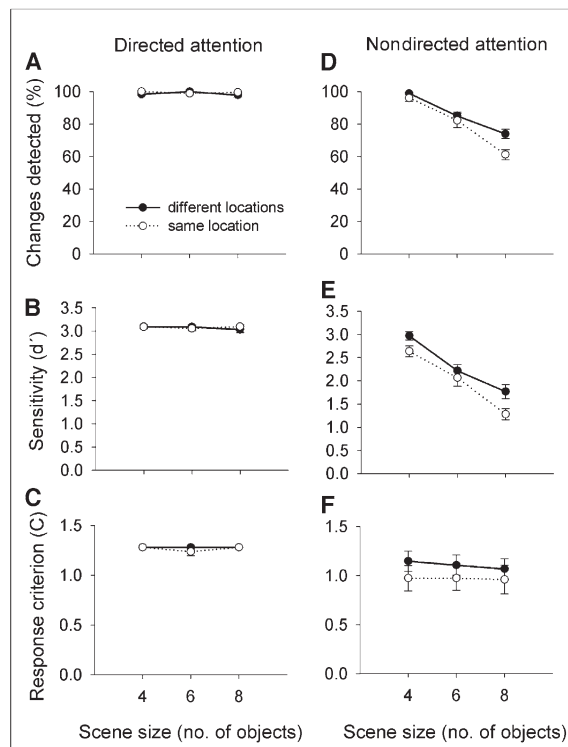 Directed attention
Nondirected attention
A
Changes detected (%)
100
80
60
40
20
0
different locations
same location
D
100
80
60
40
20
0
B
Sensitivity (d´)
3.5
3.0
2.5
2.0
1.5
1.0
0.5
0.0
E
3.5
3.0
2.5
2.0
1.5
1.0
0.5
0.0
C
Response criterion (C)
1.5
1.0
0.5
0.0
4 6 8
Scene size (no. of objects)
F
1.5
1.0
0.5
0.0
4 6 8
Scene size (no. of objects)